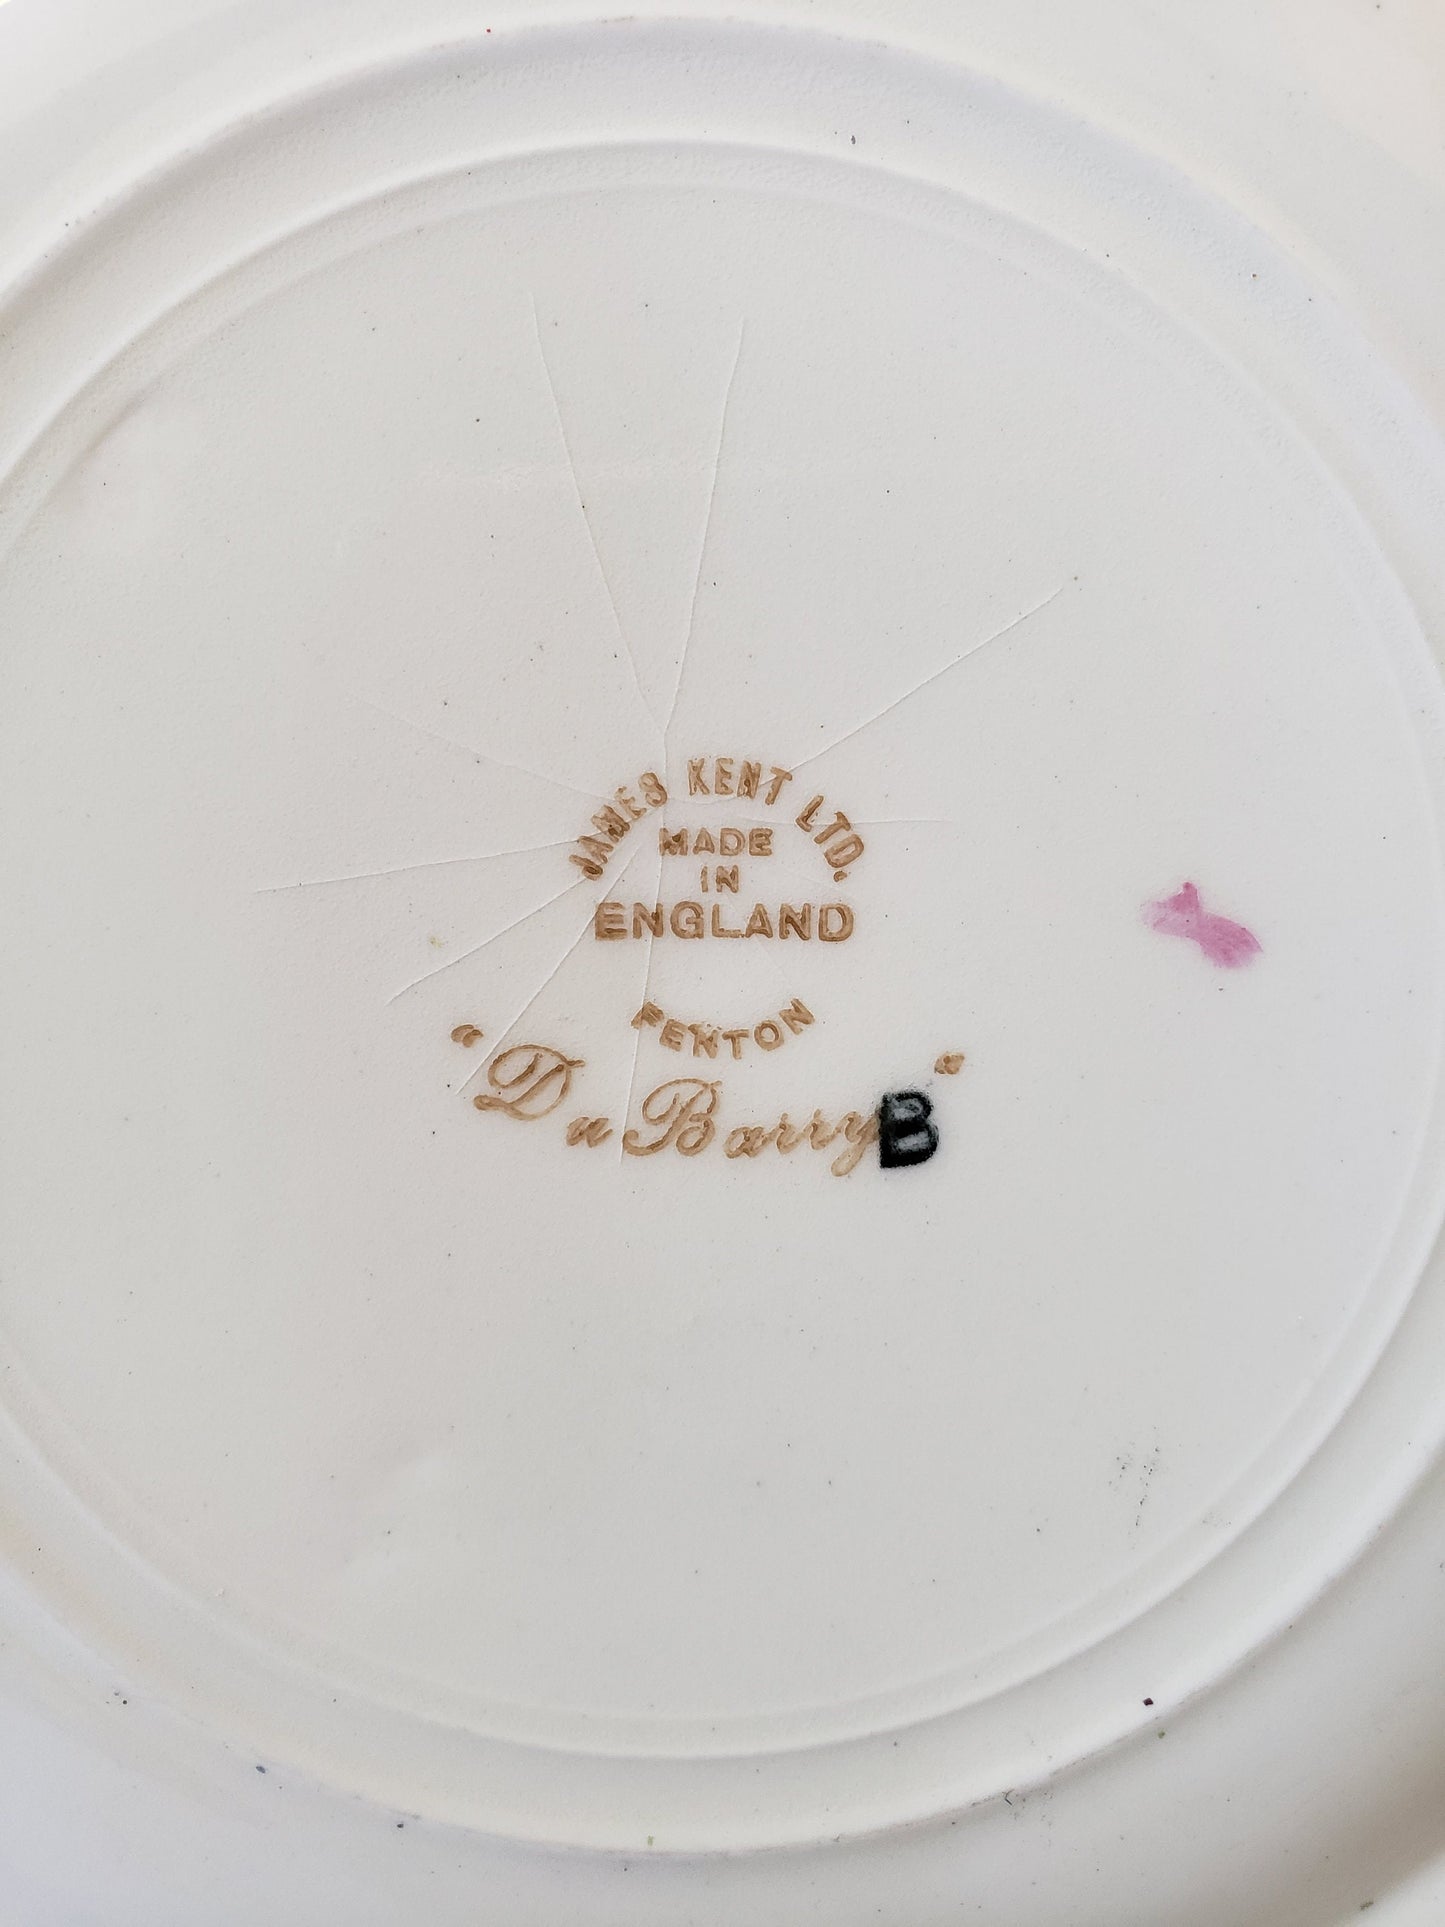 JAMES KENT LTD.
MADE
IN
ENGLAND
FENTON
"Du Barry"
B